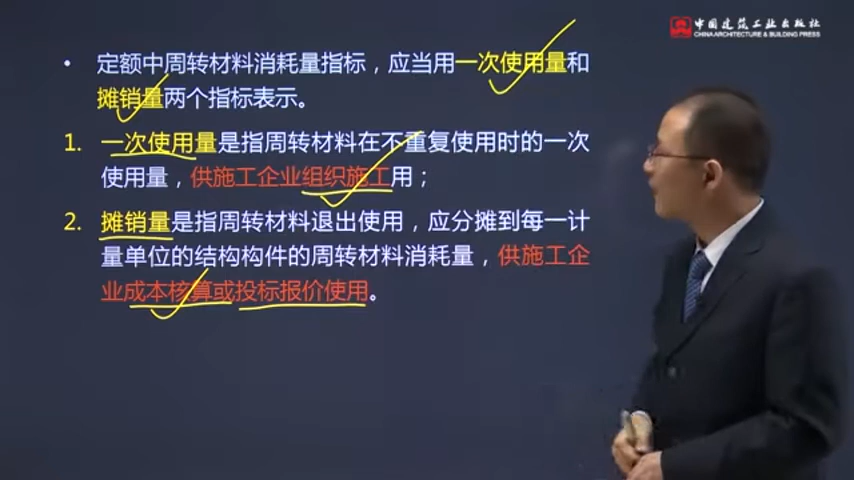 中国建筑工业出版社
CHINA ARCHITECTURE & BUILDING PRESS
• 定额中周转材料消耗量指标，应当用一次使用量和
摊销量两个指标表示。
1. 一次使用量是指周转材料在不重复使用时的一次
使用量，供施工企业组织施工用；
2. 摊销量是指周转材料退出使用，应分摊到每一计
量单位的结构构件的周转材料消耗量，供施工企
业成本核算或投标报价使用。